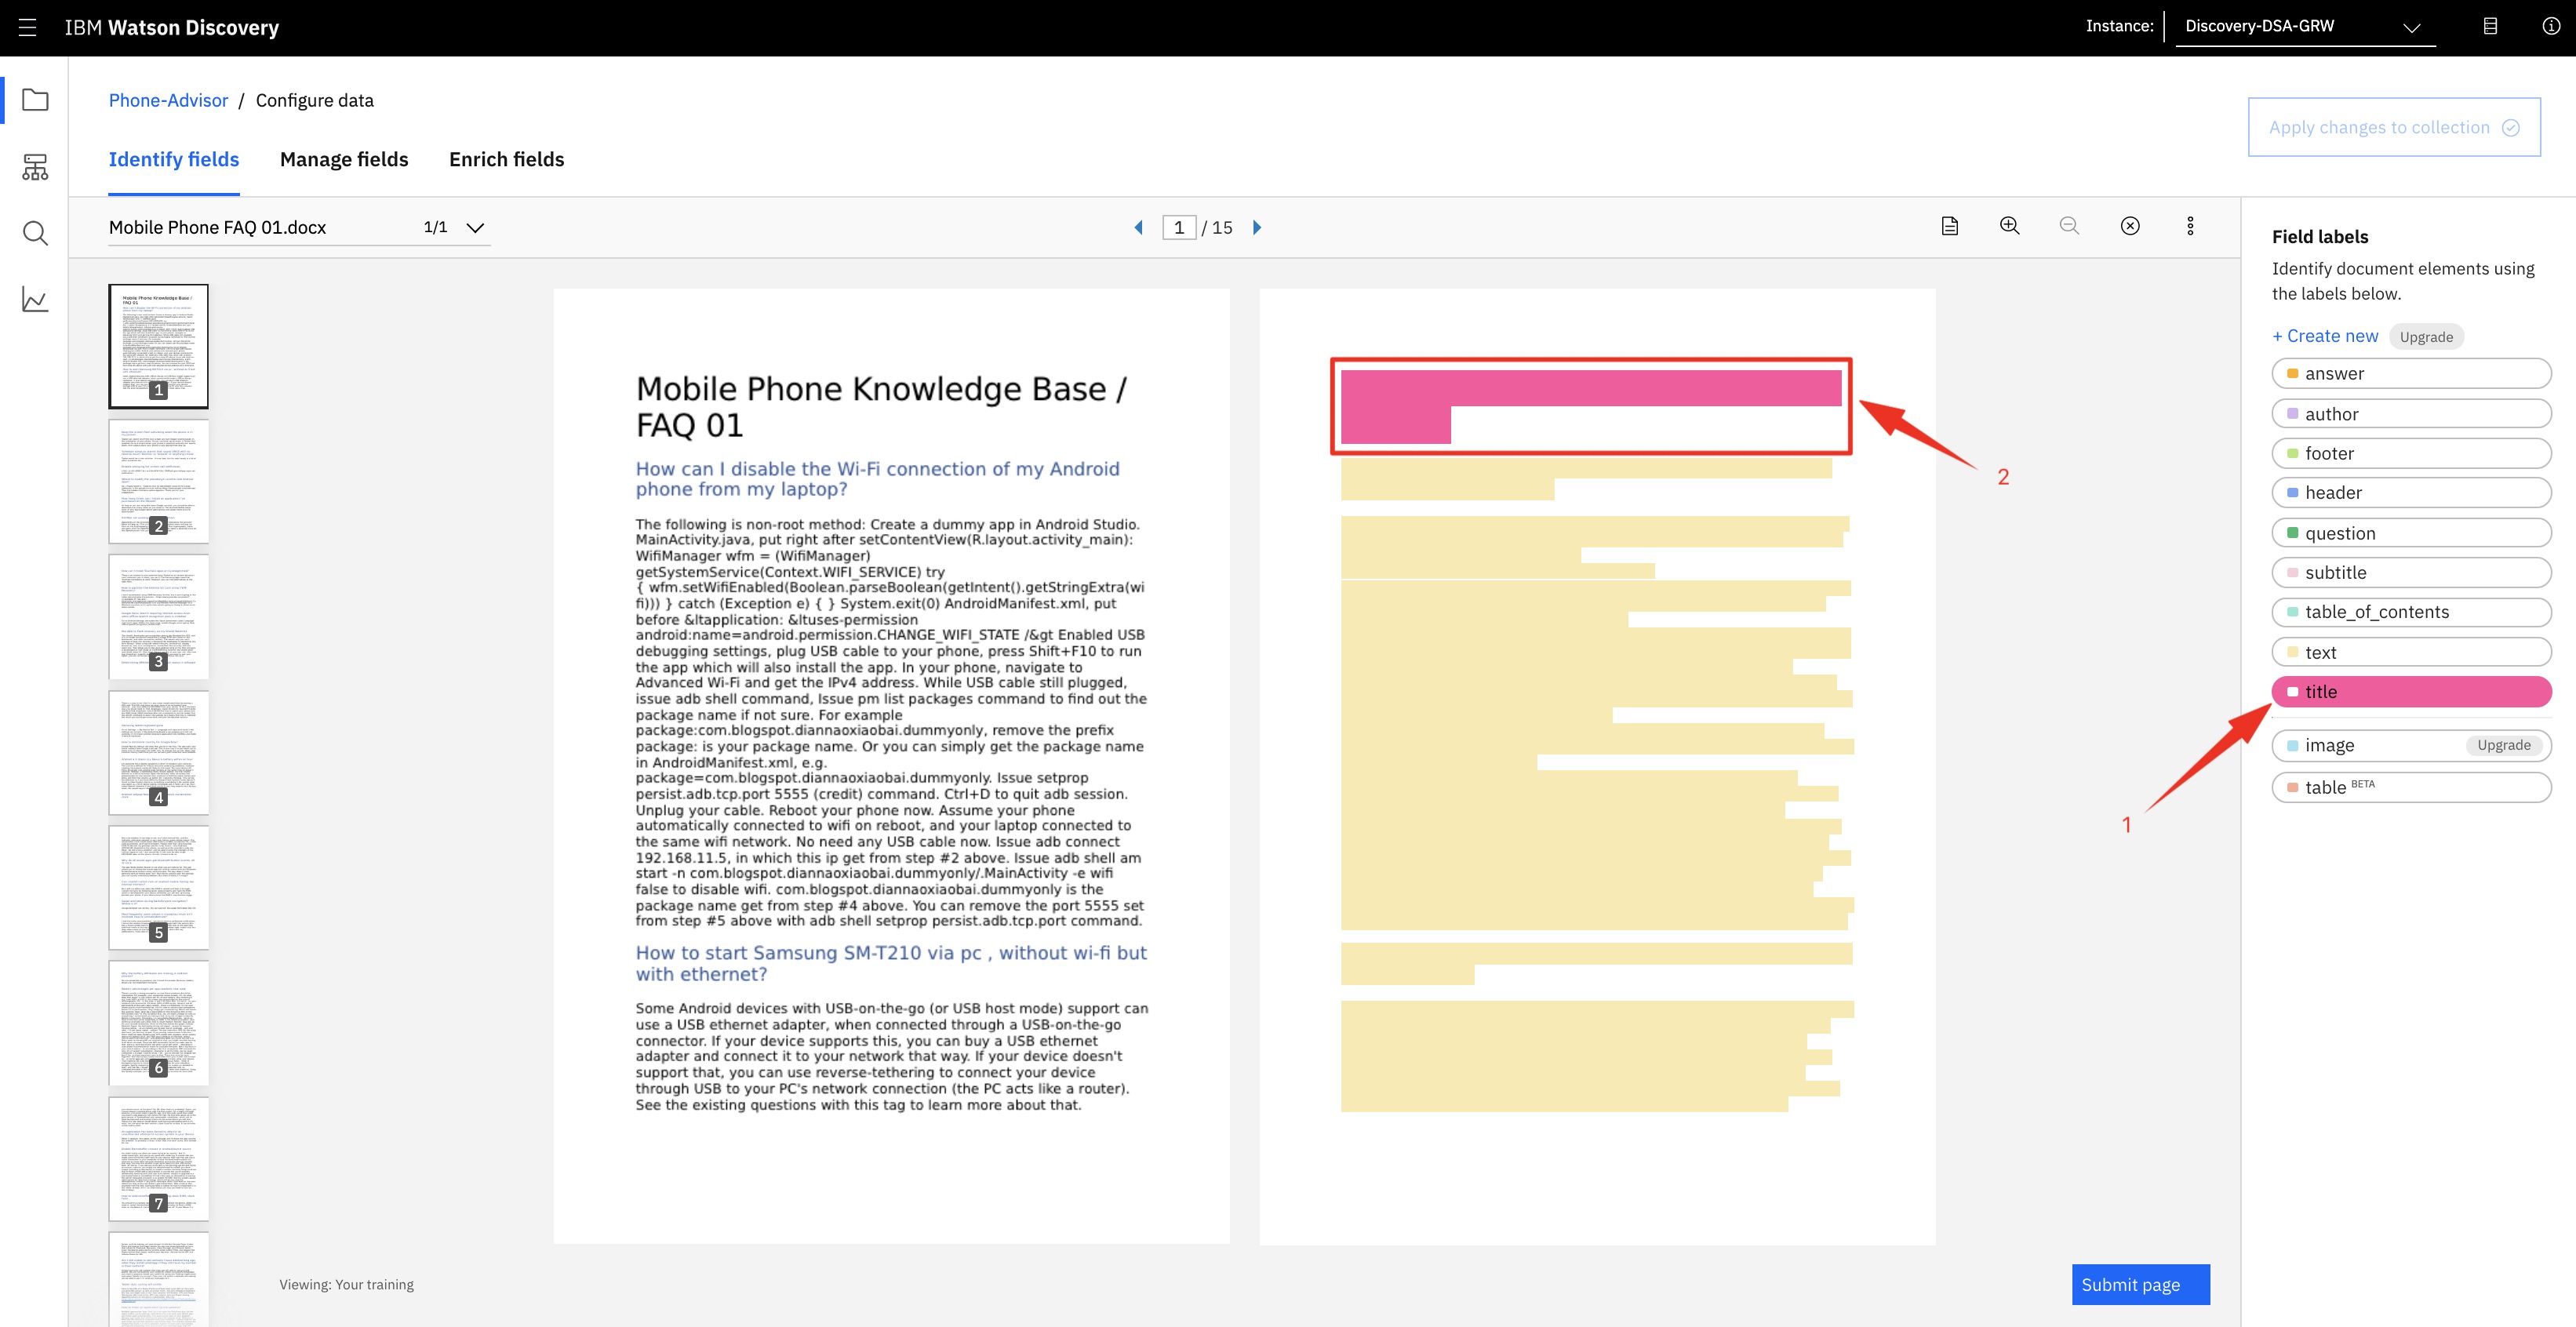 IBM Watson Discovery
Instance:
Discovery-DSA-GRW
Phone-Advisor / Configure data
Apply changes to collection
Identify fields
Manage fields
Enrich fields
Mobile Phone FAQ 01.docx
1/1
1 / 15
Mobile Phone Knowledge Base /
FAQ 01
1
2
3
4
5
6
7
Mobile Phone Knowledge Base /
FAQ 01
How can I disable the Wi-Fi connection of my Android
phone from my laptop?
The following is non-root method: Create a dummy app in Android Studio.
MainActivity.java, put right after setContentView(R.layout.activity_main):
WifiManager wfm = (WifiManager)
getSystemService(Context.WIFI_SERVICE) try
{ wfm.setWifiEnabled(Boolean.parseBoolean(getIntent().getStringExtra(wi
fi))) } catch (Exception e) { } System.exit(0) AndroidManifest.xml, put
before &ltapplication: &ltuses-permission
android:name=android.permission.CHANGE_WIFI_STATE /&gt Enabled USB
debugging settings, plug USB cable to your phone, press Shift+F10 to run
the app which will also install the app. In your phone, navigate to
Advanced Wi-Fi and get the IPv4 address. While USB cable still plugged,
issue adb shell command, Issue pm list packages command to find out the
package name if not sure. For example
package:com.blogspot.diannaoxiaobai.dummyonly, remove the prefix
package: is your package name. Or you can simply get the package name
in AndroidManifest.xml, e.g.
package=com.blogspot.diannaoxiaobai.dummyonly. Issue setprop
persist.adb.tcp.port 5555 (credit) command. Ctrl+D to quit adb session.
Unplug your cable. Reboot your phone now. Assume your phone
automatically connected to wifi on reboot, and your laptop connected to
the same wifi network. No need any USB cable now. Issue adb connect
192.168.11.5, in which this ip get from step #2 above. Issue adb shell am
start -n com.blogspot.diannaoxiaobai.dummyonly/.MainActivity -e wifi
false to disable wifi. com.blogspot.diannaoxiaobai.dummyonly is the
package name get from step #4 above. You can remove the port 5555 set
from step #5 above with adb shell setprop persist.adb.tcp.port command.
How to start Samsung SM-T210 via pc , without wi-fi but
with ethernet?
Some Android devices with USB-on-the-go (or USB host mode) support can
use a USB ethernet adapter, when connected through a USB-on-the-go
connector. If your device supports this, you can buy a USB ethernet
adapter and connect it to your network that way. If your device doesn't
support that, you can use reverse-tethering to connect your device
through USB to your PC's network connection (the PC acts like a router).
See the existing questions with this tag to learn more about that.
2
1
Field labels
Identify document elements using
the labels below.
+ Create new Upgrade
answer
author
footer
header
question
subtitle
table_of_contents
text
title
image Upgrade
table BETA
Viewing: Your training
Submit page